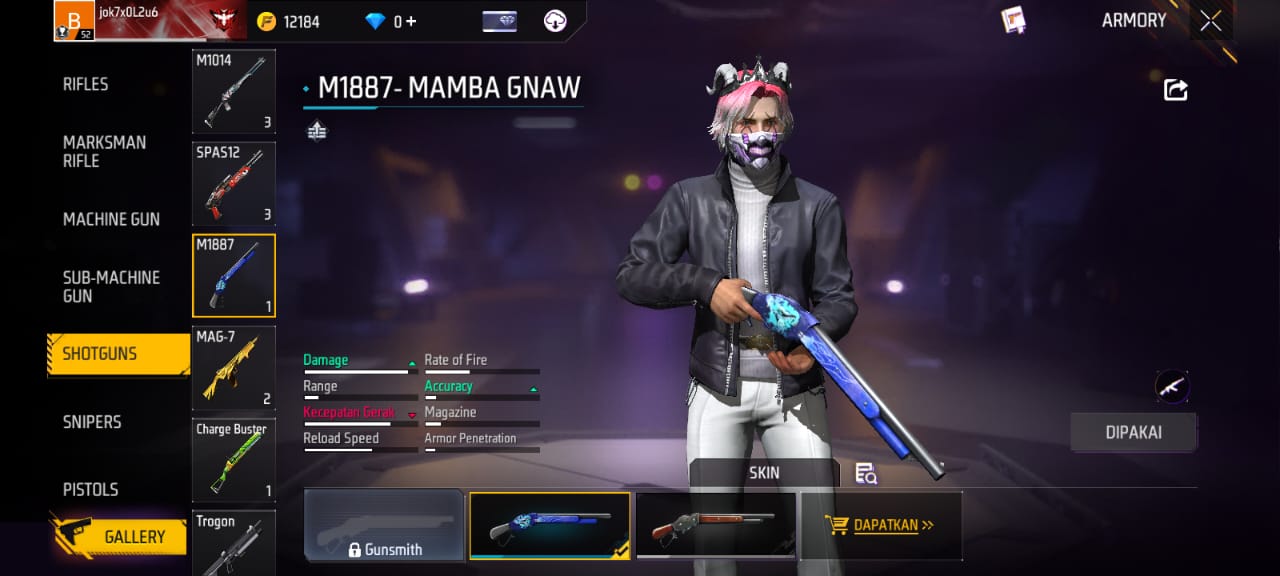 B
52
jok7x0L2u6
12184
0 +
ARMORY
RIFLES
MARKSMAN
RIFLE
MACHINE GUN
SUB-MACHINE
GUN
SHOTGUNS
SNIPERS
PISTOLS
GALLERY
M1014
3
SPAS12
3
M1887
1
MAG-7
2
Charge Buster
1
Trogon
M1887- MAMBA GNAW
Damage
Rate of Fire
Range
Accuracy
Kecepatan Gerak
Magazine
Reload Speed
Armor Penetration
DIPAKAI
SKIN
Gunsmith
DAPATKAN >>